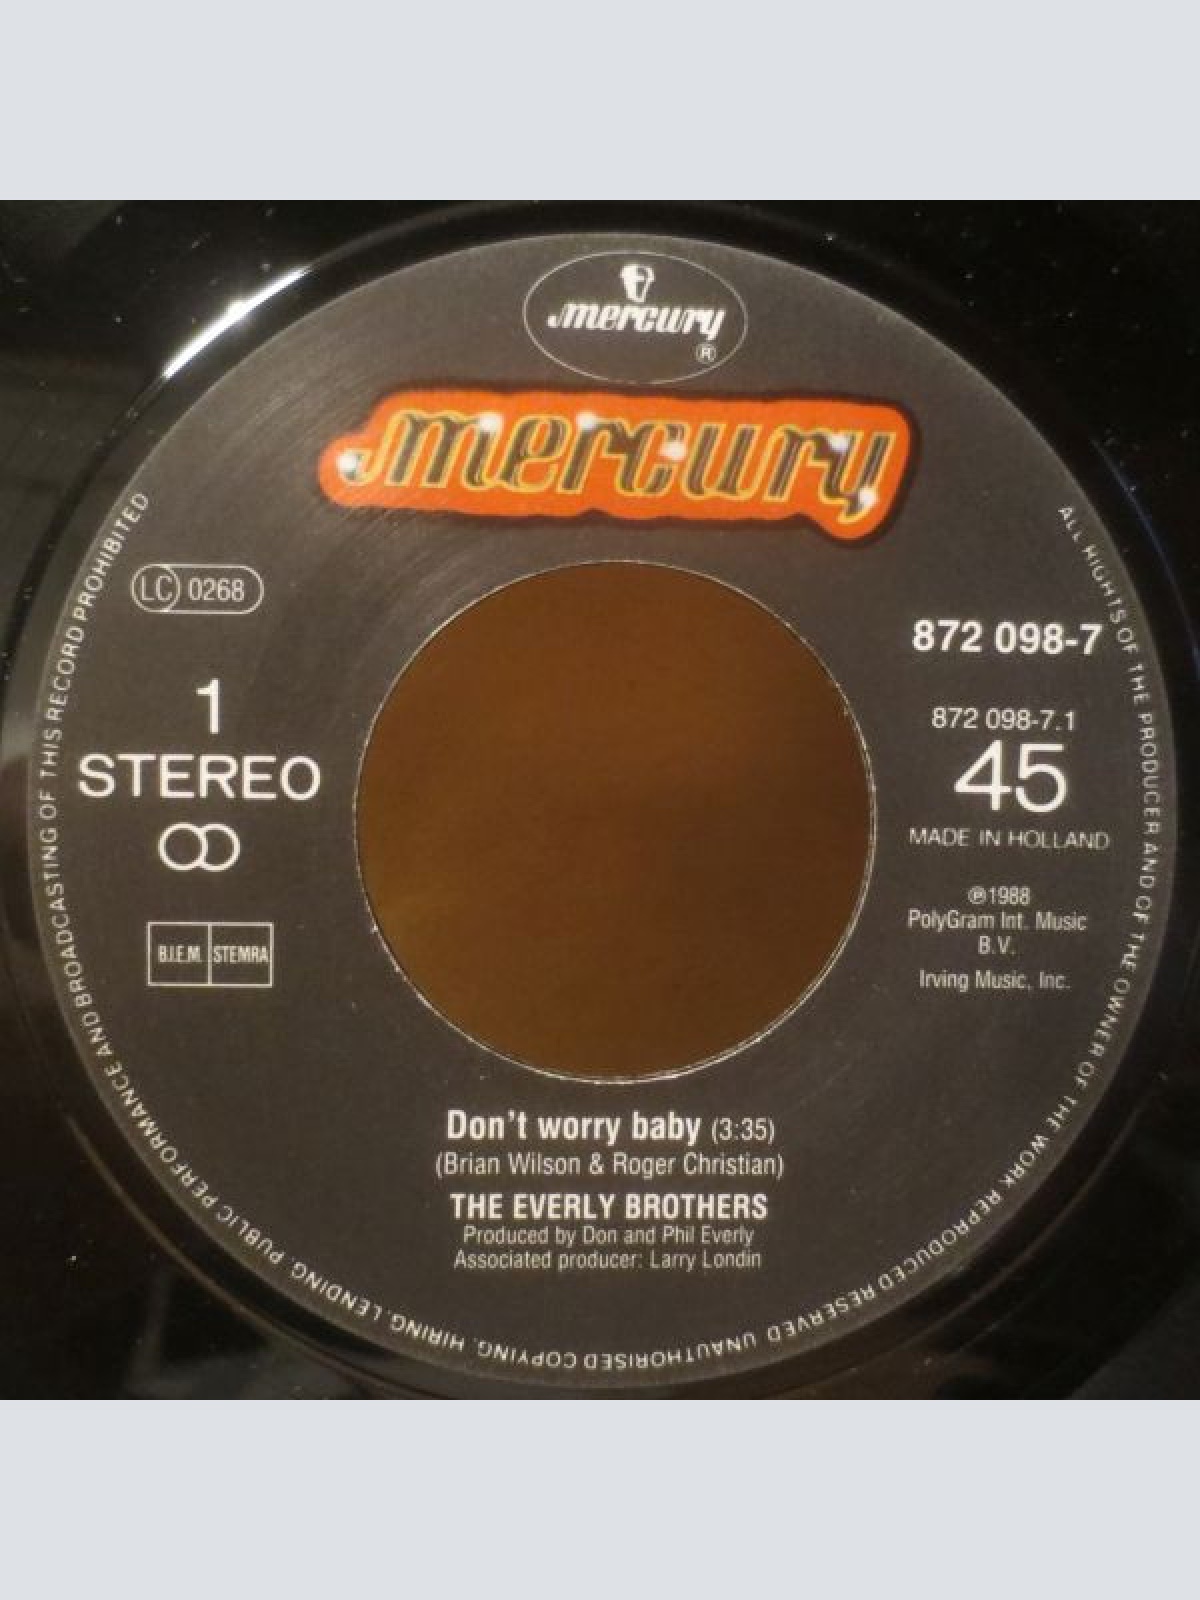 mercury
®
mercury
LC 0268
1
STEREO
B.I.E.M. STEMRA
872 098-7
872 098-7.1
45
MADE IN HOLLAND
℗1988
PolyGram Int. Music
B.V.
Irving Music, Inc.
Don't worry baby (3:35)
(Brian Wilson & Roger Christian)
THE EVERLY BROTHERS
Produced by Don and Phil Everly
Associated producer: Larry Londin
ALL RIGHTS OF THE PRODUCER AND OF THE OWNER OF THE WORK REPRODUCED RESERVED UNAUTHORISED COPYING, HIRING, LENDING, PUBLIC PERFORMANCE AND BROADCASTING OF THIS RECORD PROHIBITED